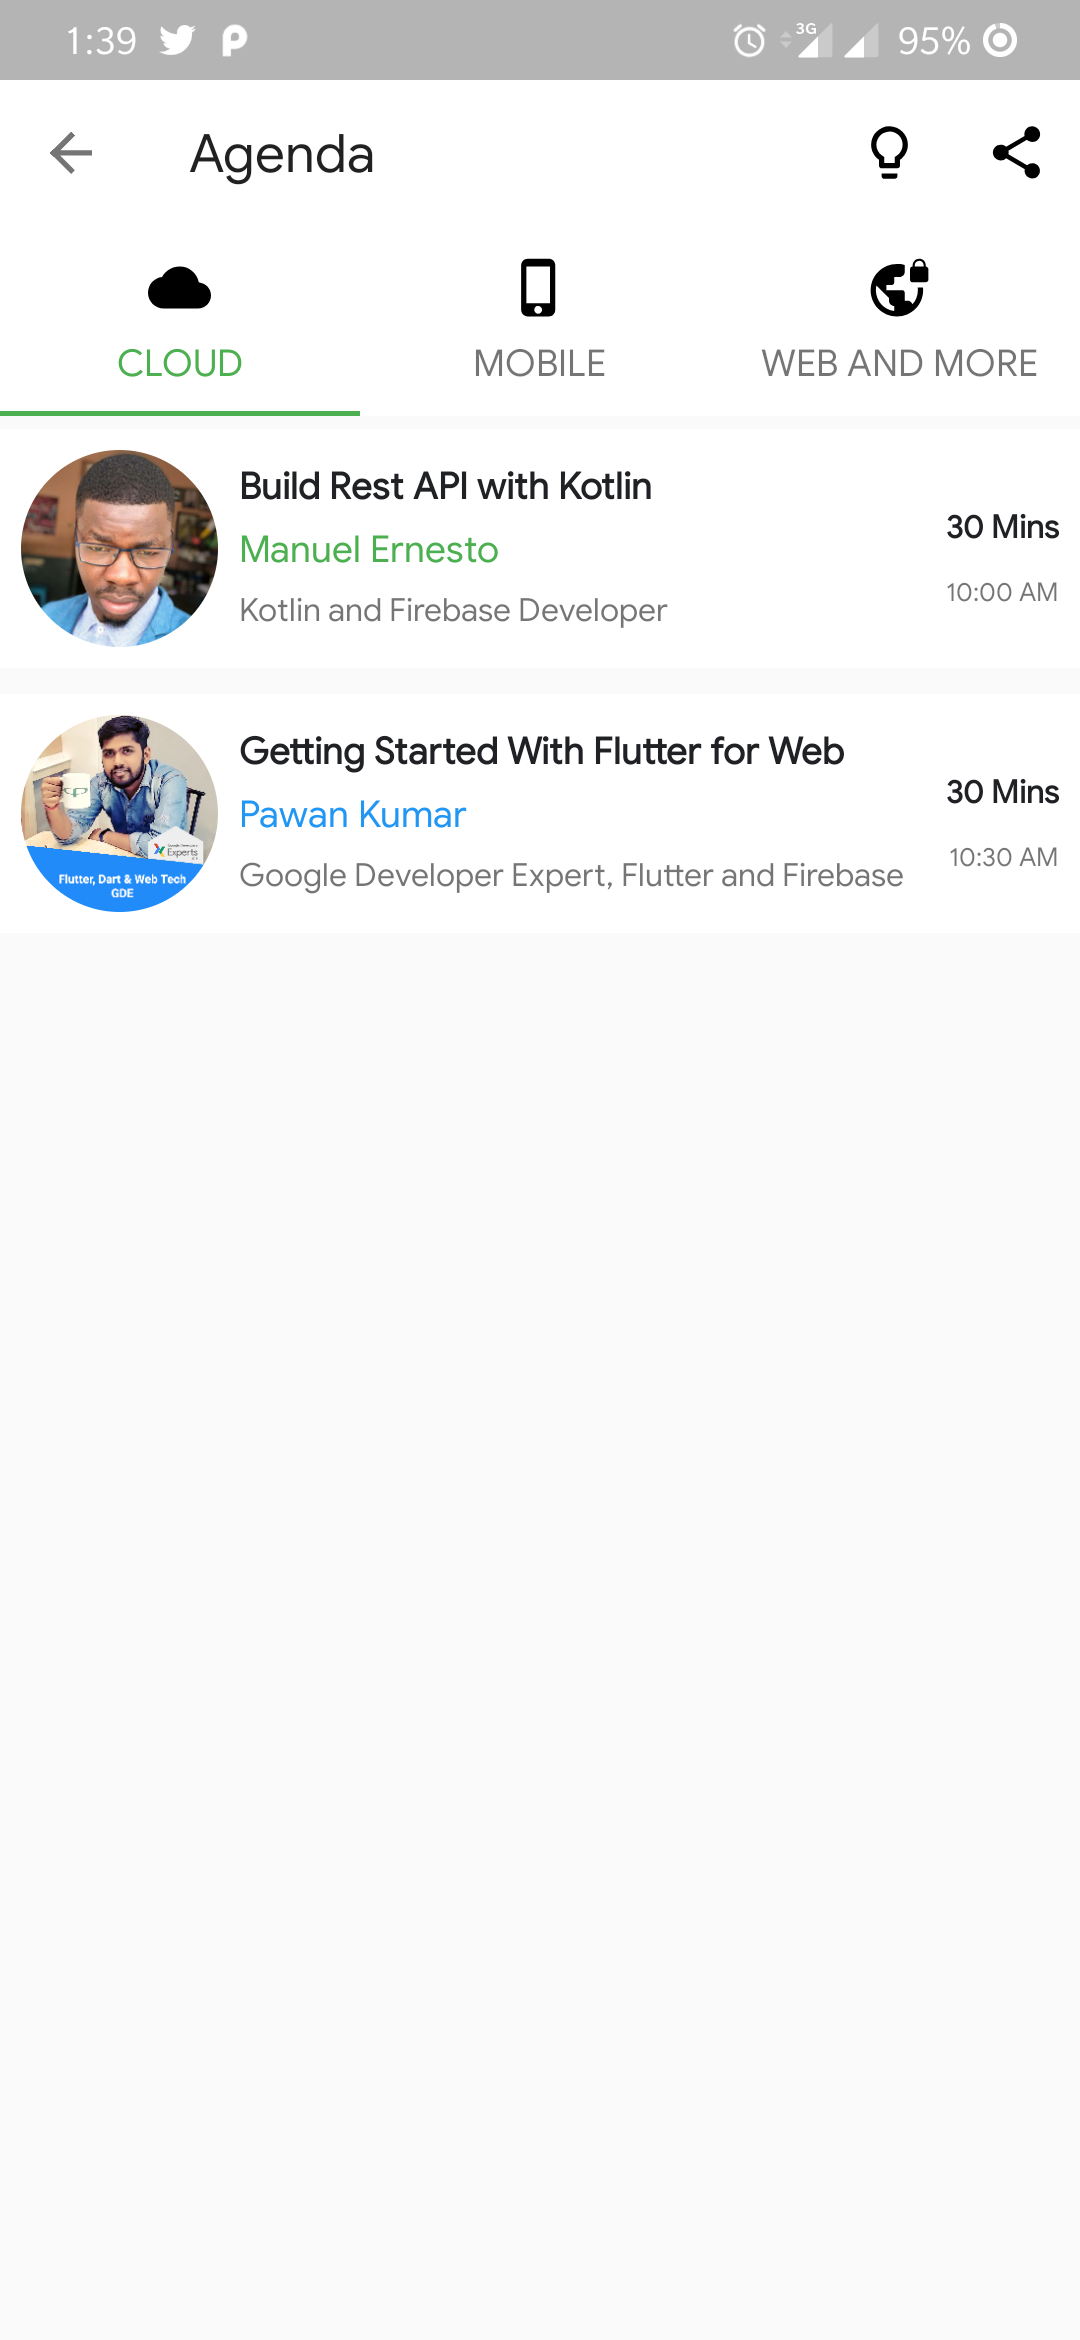 1:39
3G
95%
Agenda
CLOUD
MOBILE
WEB AND MORE
Build Rest API with Kotlin
Manuel Ernesto
Kotlin and Firebase Developer
30 Mins
10:00 AM
Getting Started With Flutter for Web
Pawan Kumar
Google Developer Expert, Flutter and Firebase
30 Mins
10:30 AM
Experts
Flutter, Dart & Web Tech
GDE